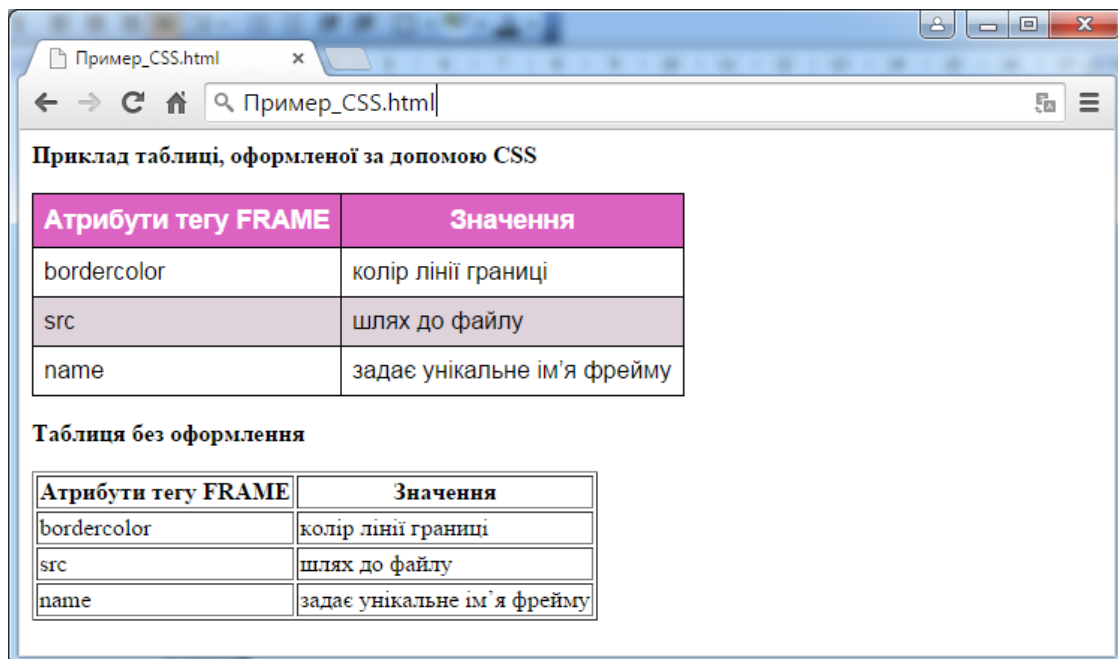 Пример_CSS.html
Пример_CSS.html
Приклад таблиці, оформленої за допомою CSS
Атрибути тегу FRAME Значення
bordercolor колір лінії границі
src шлях до файлу
name задає унікальне ім’я фрейму
Таблиця без оформлення
Атрибути тегу FRAME Значення
bordercolor колір лінії границі
src шлях до файлу
name задає унікальне ім’я фрейму